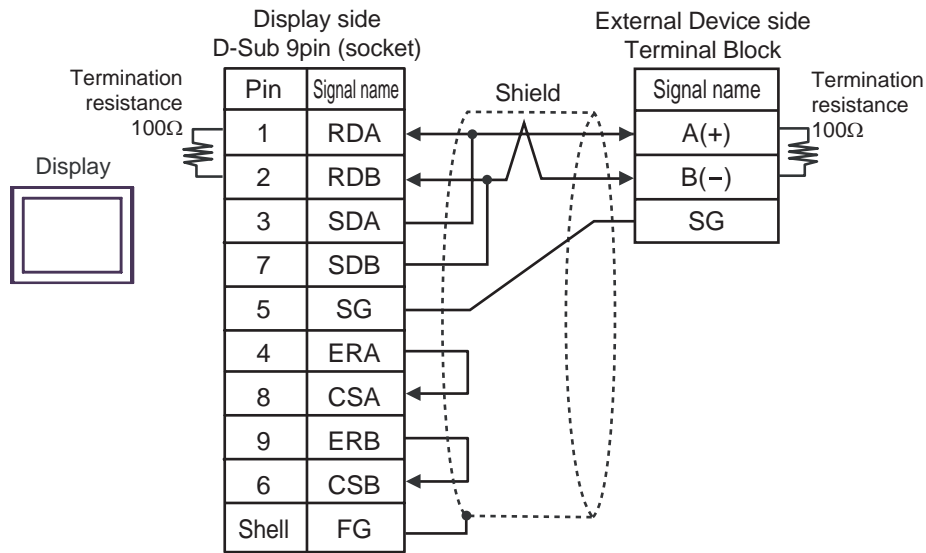 Display side
D-Sub 9pin (socket)
External Device side
Terminal Block
Termination
resistance
100Ω
Display
Pin Signal name
1 RDA
2 RDB
3 SDA
7 SDB
5 SG
4 ERA
8 CSA
9 ERB
6 CSB
Shell FG
Shield
Signal name
A(+)
B(−)
SG
Termination
resistance
100Ω